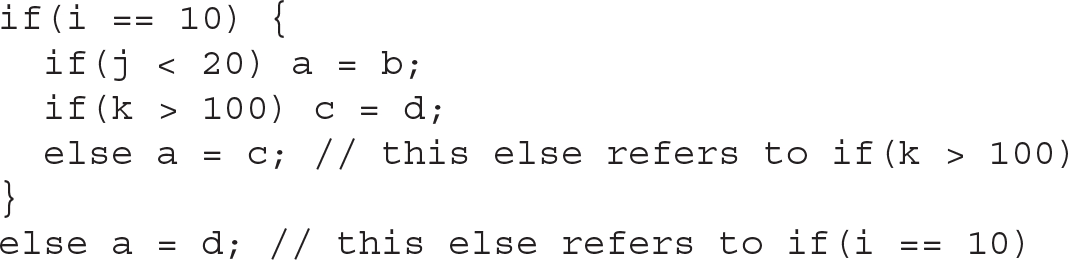 if(i == 10) {
  if(j < 20) a = b;
  if(k > 100) c = d;
  else a = c; // this else refers to if(k > 100)
}
else a = d; // this else refers to if(i == 10)